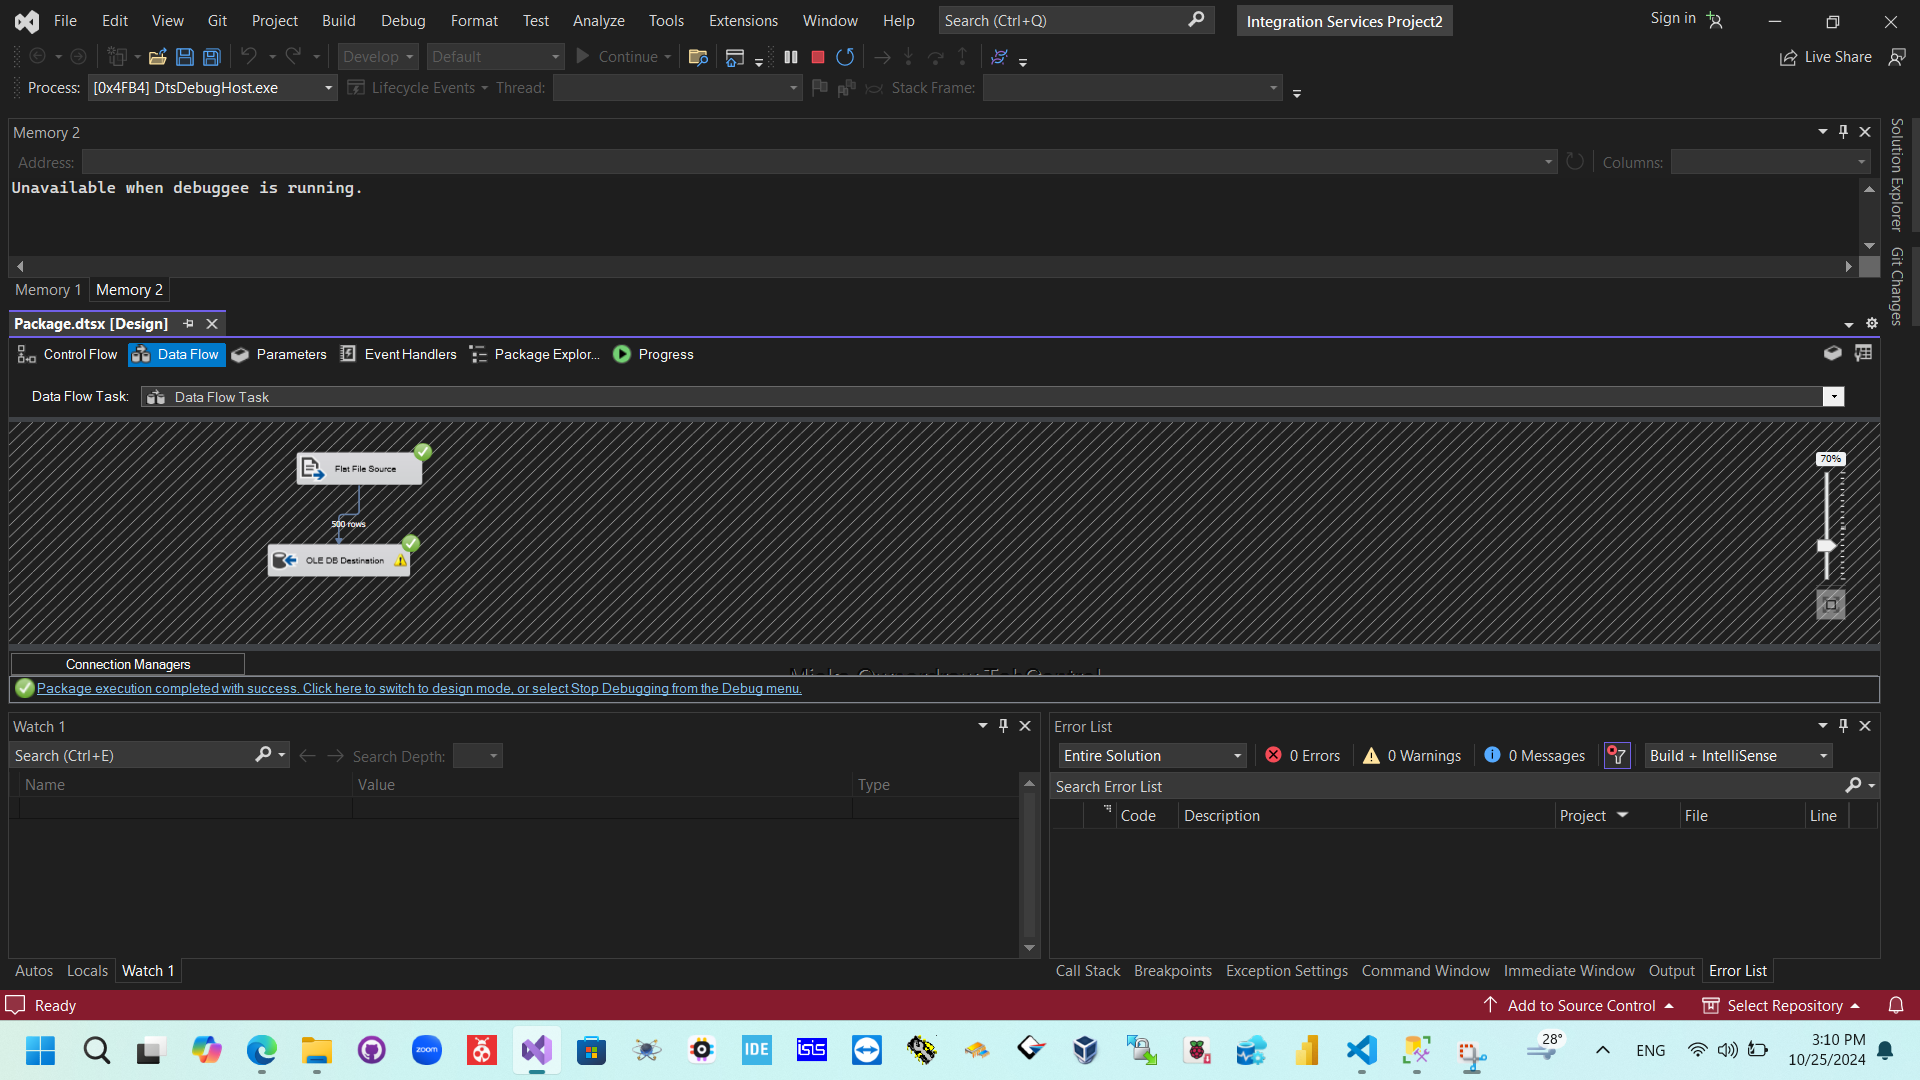 File Edit View Git Project Build Debug Format Test Analyze Tools Extensions Window Help Search (Ctrl+Q) Integration Services Project2 Sign in
Develop Default Continue Live Share
Process: [0x4FB4] DtsDebugHost.exe Lifecycle Events Thread: Stack Frame:
Memory 2
Address: Columns:
Unavailable when debuggee is running.
Memory 1 Memory 2
Solution Explorer
Git Changes
Package.dtsx [Design]
Control Flow Data Flow Parameters Event Handlers Package Explor... Progress
Data Flow Task: Data Flow Task
70%
Flat File Source
500 rows
OLE DB Destination
Connection Managers
Package execution completed with success. Click here to switch to design mode, or select Stop Debugging from the Debug menu.
Watch 1
Search (Ctrl+E) Search Depth:
Name Value Type
Autos Locals Watch 1
Error List
Entire Solution 0 Errors 0 Warnings 0 Messages Build + IntelliSense
Search Error List
Code Description Project File Line
Call Stack Breakpoints Exception Settings Command Window Immediate Window Output Error List
Ready Add to Source Control Select Repository
zoom IDE isis 28° ENG 3:10 PM
10/25/2024